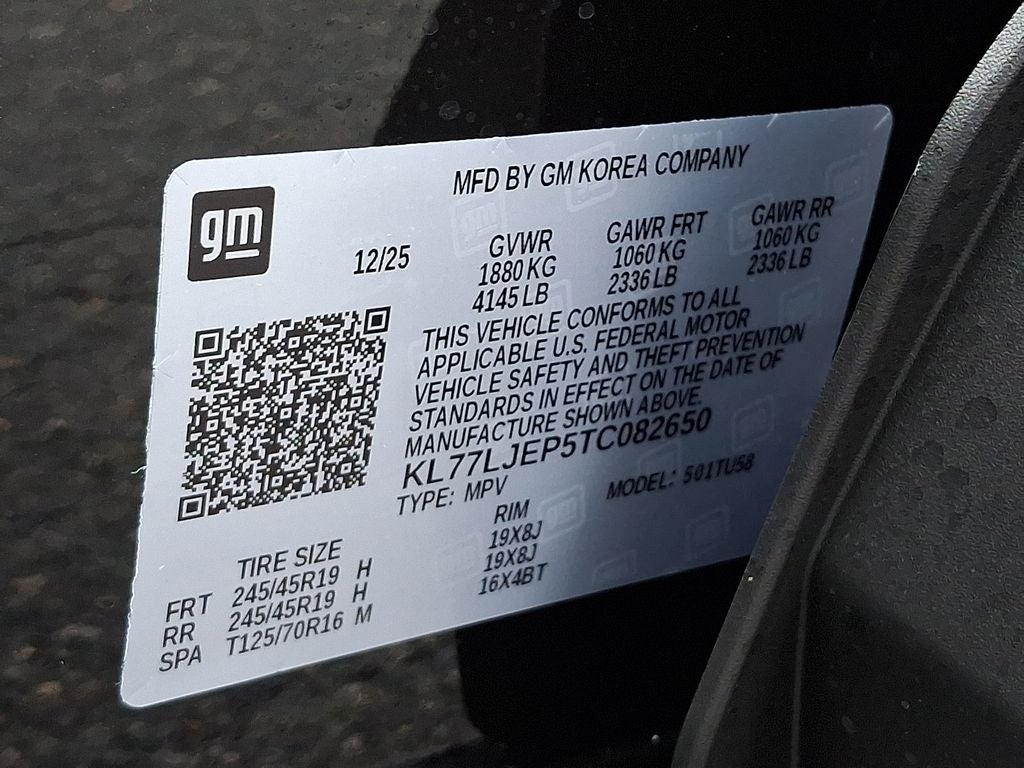 gm
MFD BY GM KOREA COMPANY
12/25
GVWR GAWR FRT GAWR RR
1880 KG 1060 KG 1060 KG
4145 LB 2336 LB 2336 LB
THIS VEHICLE CONFORMS TO ALL
APPLICABLE U.S. FEDERAL MOTOR
VEHICLE SAFETY AND THEFT PREVENTION
STANDARDS IN EFFECT ON THE DATE OF
MANUFACTURE SHOWN ABOVE.
KL77LJEP5TC082650
TYPE: MPV MODEL: 501TU58
TIRE SIZE RIM
FRT 245/45R19 H 19X8J
RR 245/45R19 H 19X8J
SPA T125/70R16 M 16X4BT